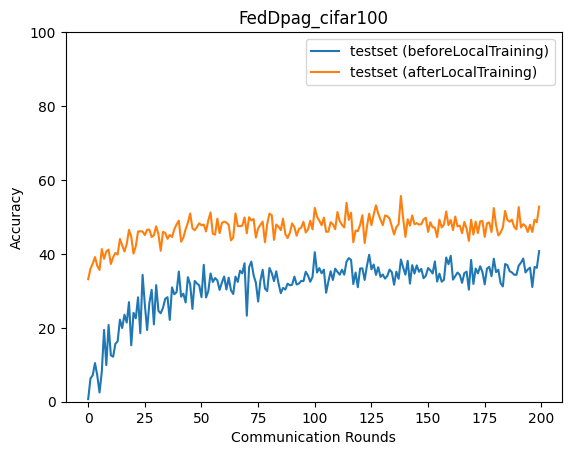 FedDpag_cifar100
testset (beforeLocalTraining)
testset (afterLocalTraining)
Accuracy
100
80
60
40
20
0
0 25 50 75 100 125 150 175 200
Communication Rounds